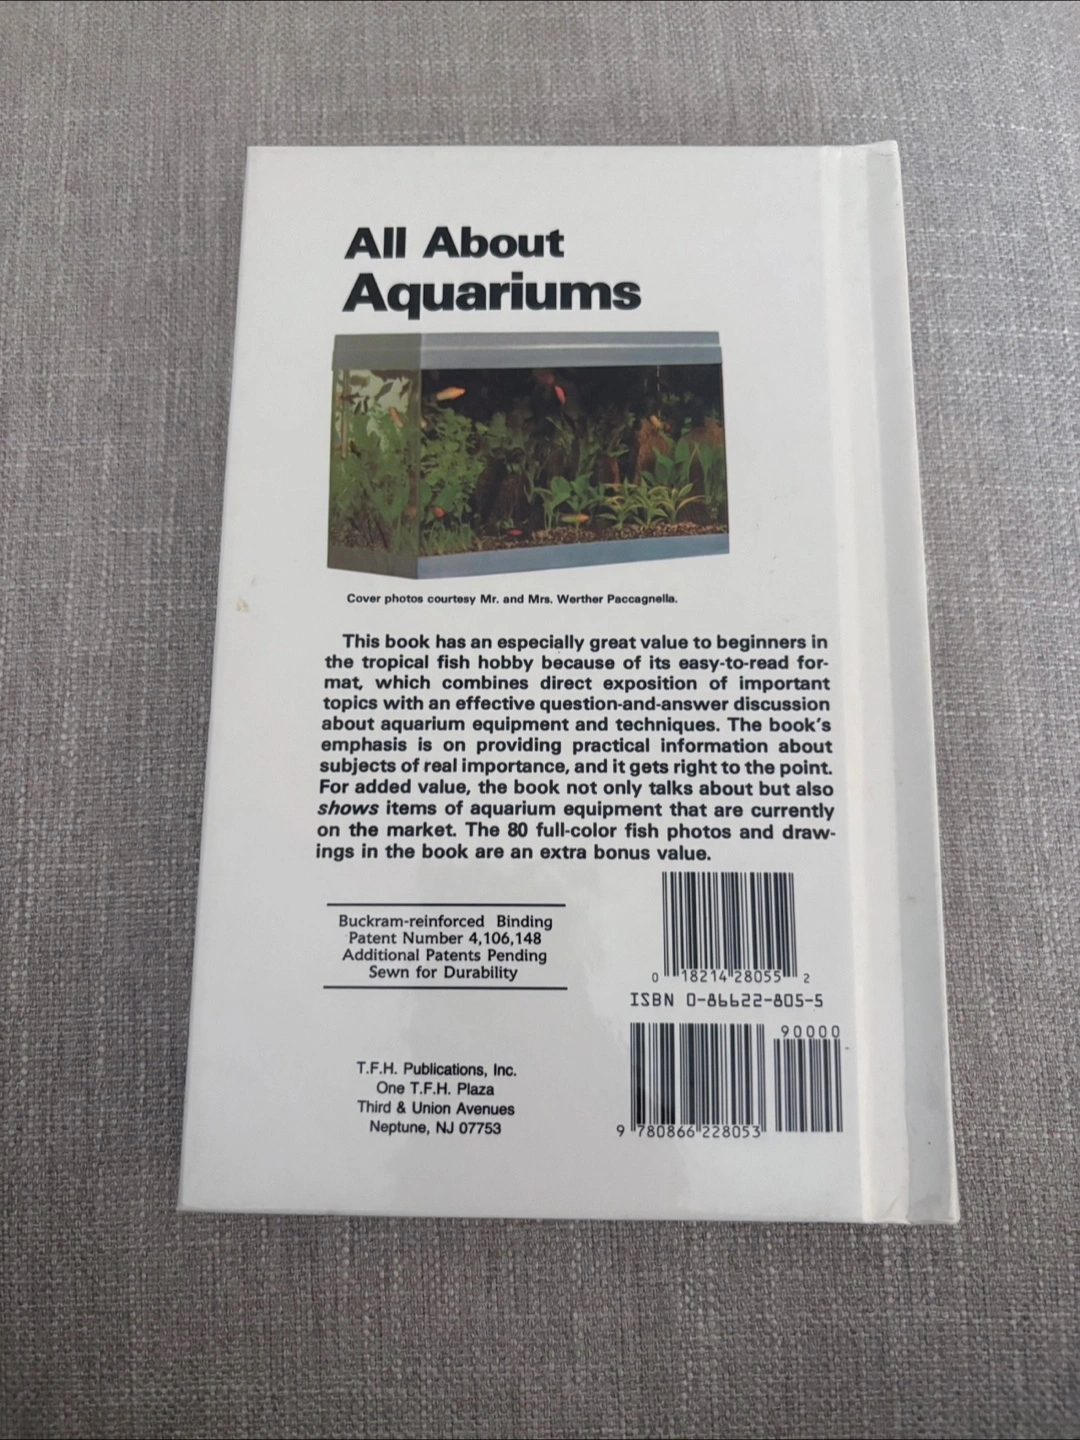 All About
Aquariums
Cover photos courtesy Mr. and Mrs. Werther Paccagnella.
This book has an especially great value to beginners in
the tropical fish hobby because of its easy-to-read for-
mat, which combines direct exposition of important
topics with an effective question-and-answer discussion
about aquarium equipment and techniques. The book's
emphasis is on providing practical information about
subjects of real importance, and it gets right to the point.
For added value, the book not only talks about but also
shows items of aquarium equipment that are currently
on the market. The 80 full-color fish photos and draw-
ings in the book are an extra bonus value.
Buckram-reinforced Binding
Patent Number 4,106,148
Additional Patents Pending
Sewn for Durability
0 18214 28055 2
ISBN 0-86622-805-5
90000
9 780866 228053
T.F.H. Publications, Inc.
One T.F.H. Plaza
Third & Union Avenues
Neptune, NJ 07753